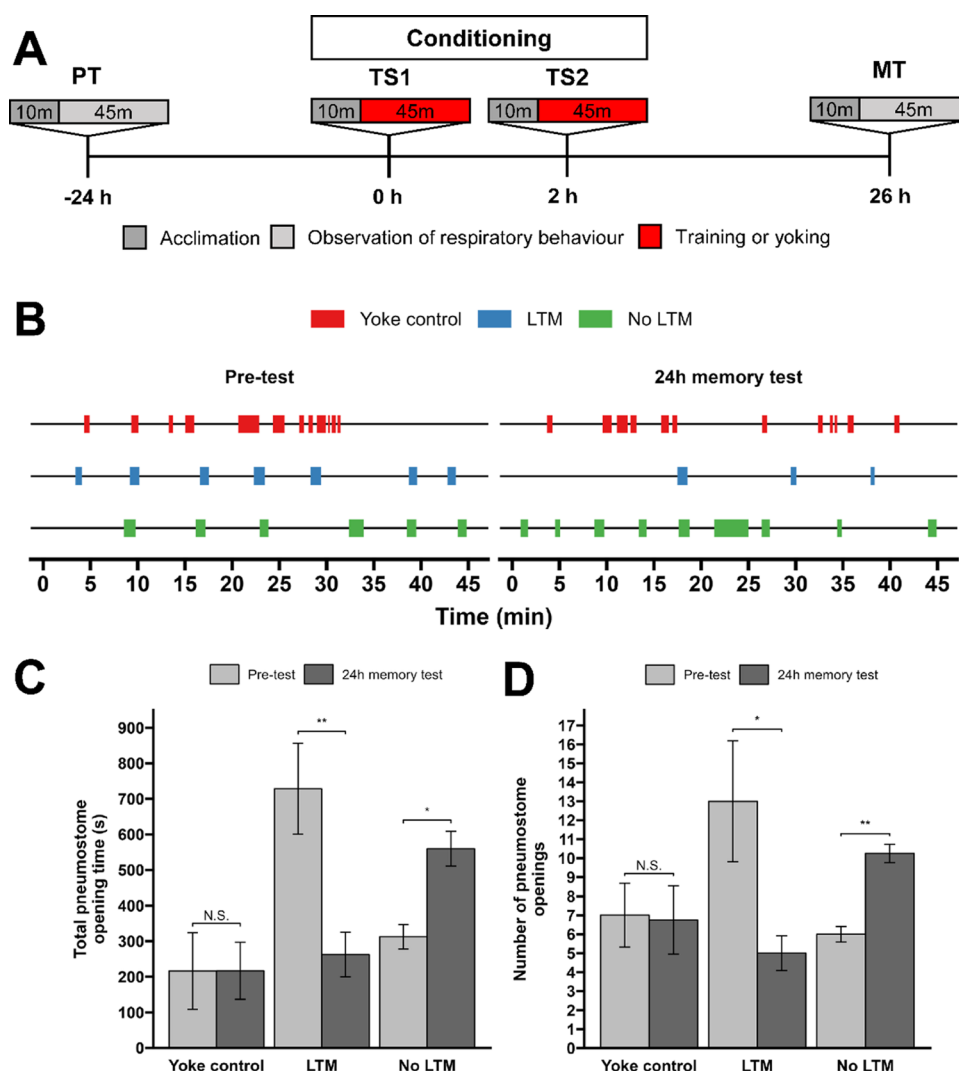 A
Conditioning
PT TS1 TS2 MT
10m 45m 10m 45m 10m 45m 10m 45m
-24 h 0 h 2 h 26 h
Acclimation Observation of respiratory behaviour Training or yoking
B
Yoke control LTM No LTM
Pre-test 24h memory test
0 5 10 15 20 25 30 35 40 45 0 5 10 15 20 25 30 35 40 45
Time (min)
C
Pre-test 24h memory test
Total pneumostome
opening time (s)
900
800
700
600
500
400
300
200
100
0
N.S.
**
*
Yoke control LTM No LTM
D
Pre-test 24h memory test
Number of pneumostome
openings
17
16
15
14
13
12
11
10
9
8
7
6
5
4
3
2
1
0
N.S.
*
**
Yoke control LTM No LTM